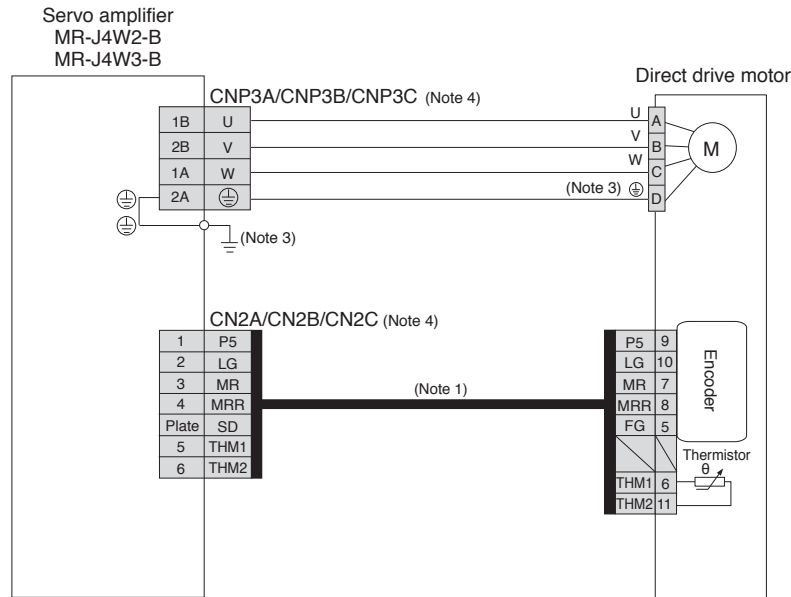 Servo amplifier
MR-J4W2-B
MR-J4W3-B
Direct drive motor
CNP3A/CNP3B/CNP3C (Note 4)
1B U
2B V
1A W
2A
U A
V B
W C
(Note 3) D
M
(Note 3)
CN2A/CN2B/CN2C (Note 4)
1 P5
2 LG
3 MR
4 MRR
Plate SD
5 THM1
6 THM2
(Note 1)
P5 9
LG 10
MR 7
MRR 8
FG 5
THM1 6
THM2 11
Encoder
Thermistor
θ